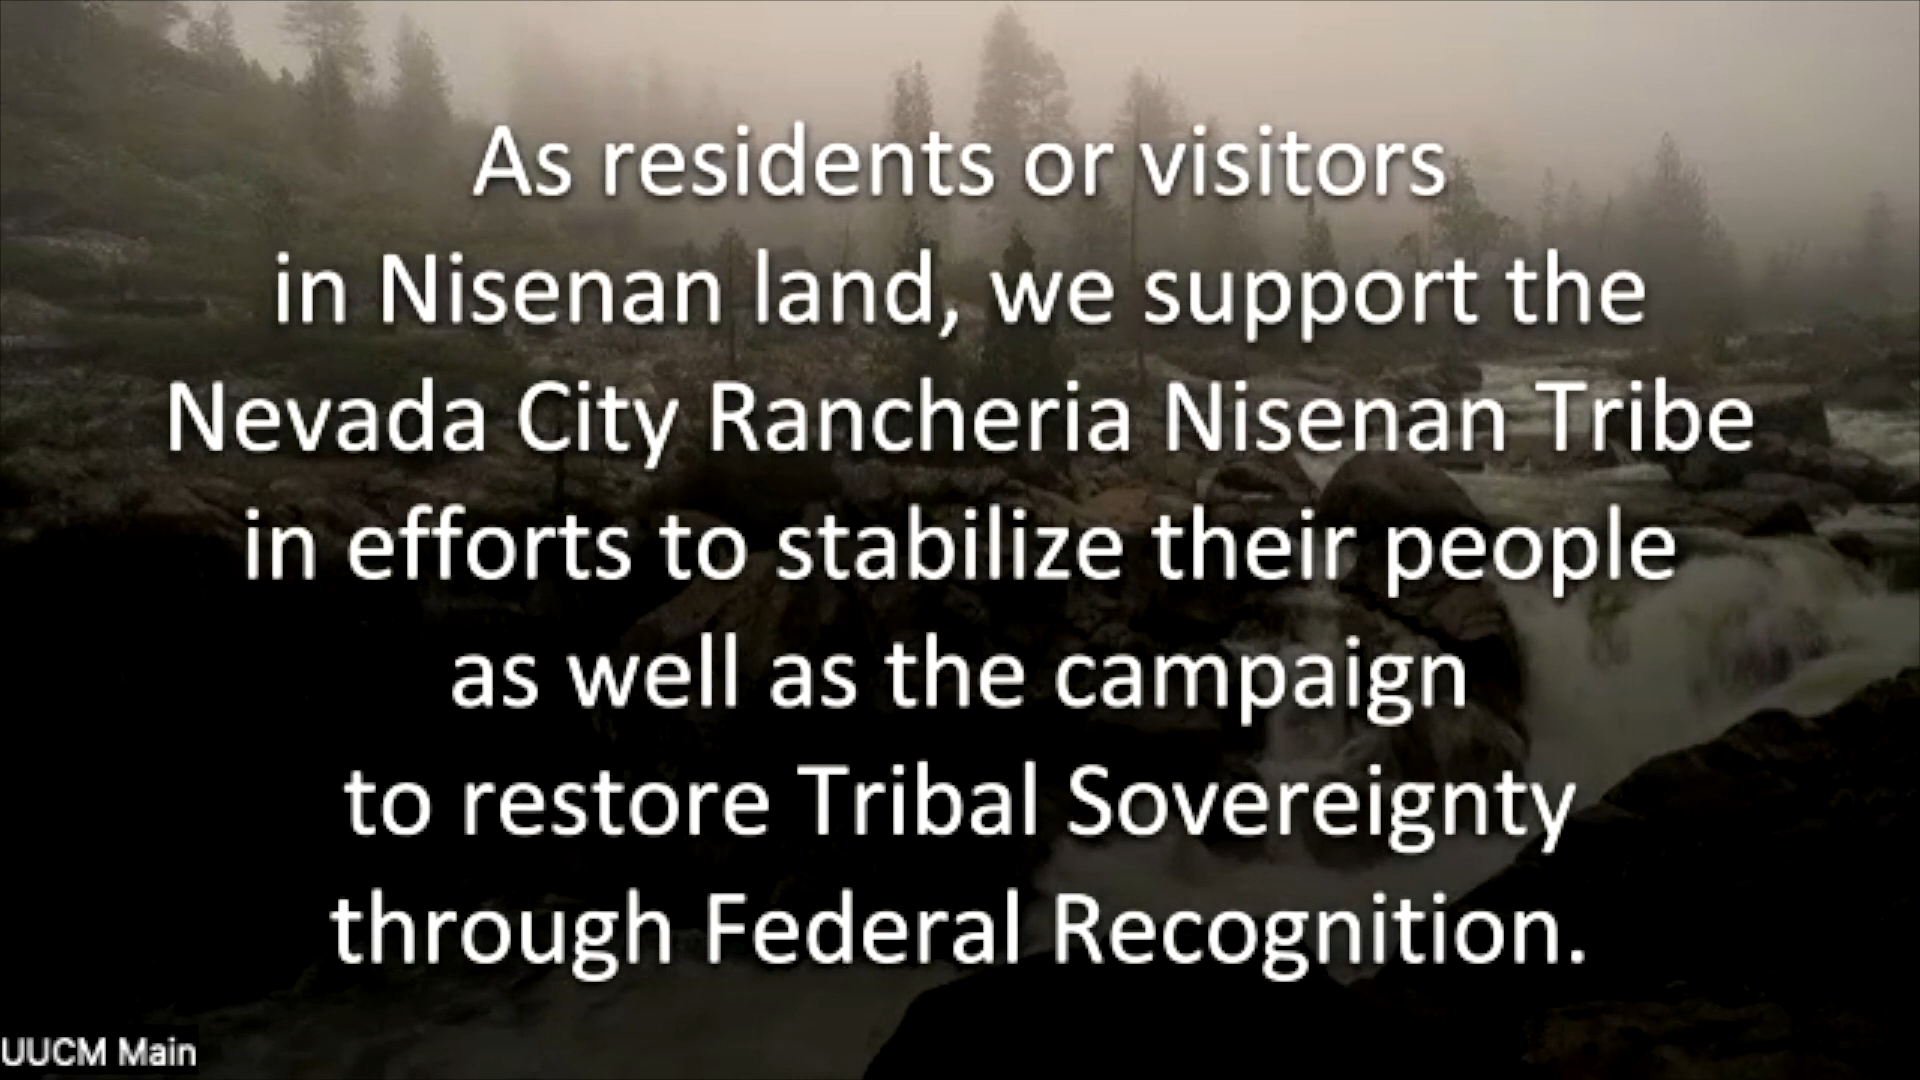 As residents or visitors
in Nisenan land, we support the
Nevada City Rancheria Nisenan Tribe
in efforts to stabilize their people
as well as the campaign
to restore Tribal Sovereignty
through Federal Recognition.
UUCM Main